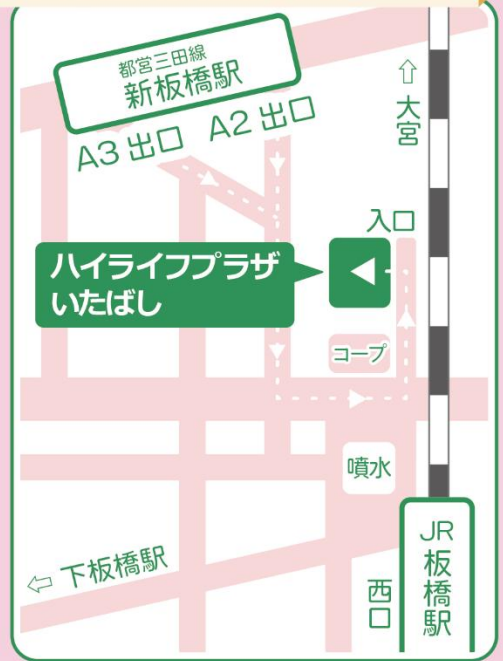 都営三田線
新板橋駅
A3 出口
A2 出口
⇧
大宮
入口
ハイライフプラザ
いたばし
コープ
噴水
⇦ 下板橋駅
西口
JR
板橋駅